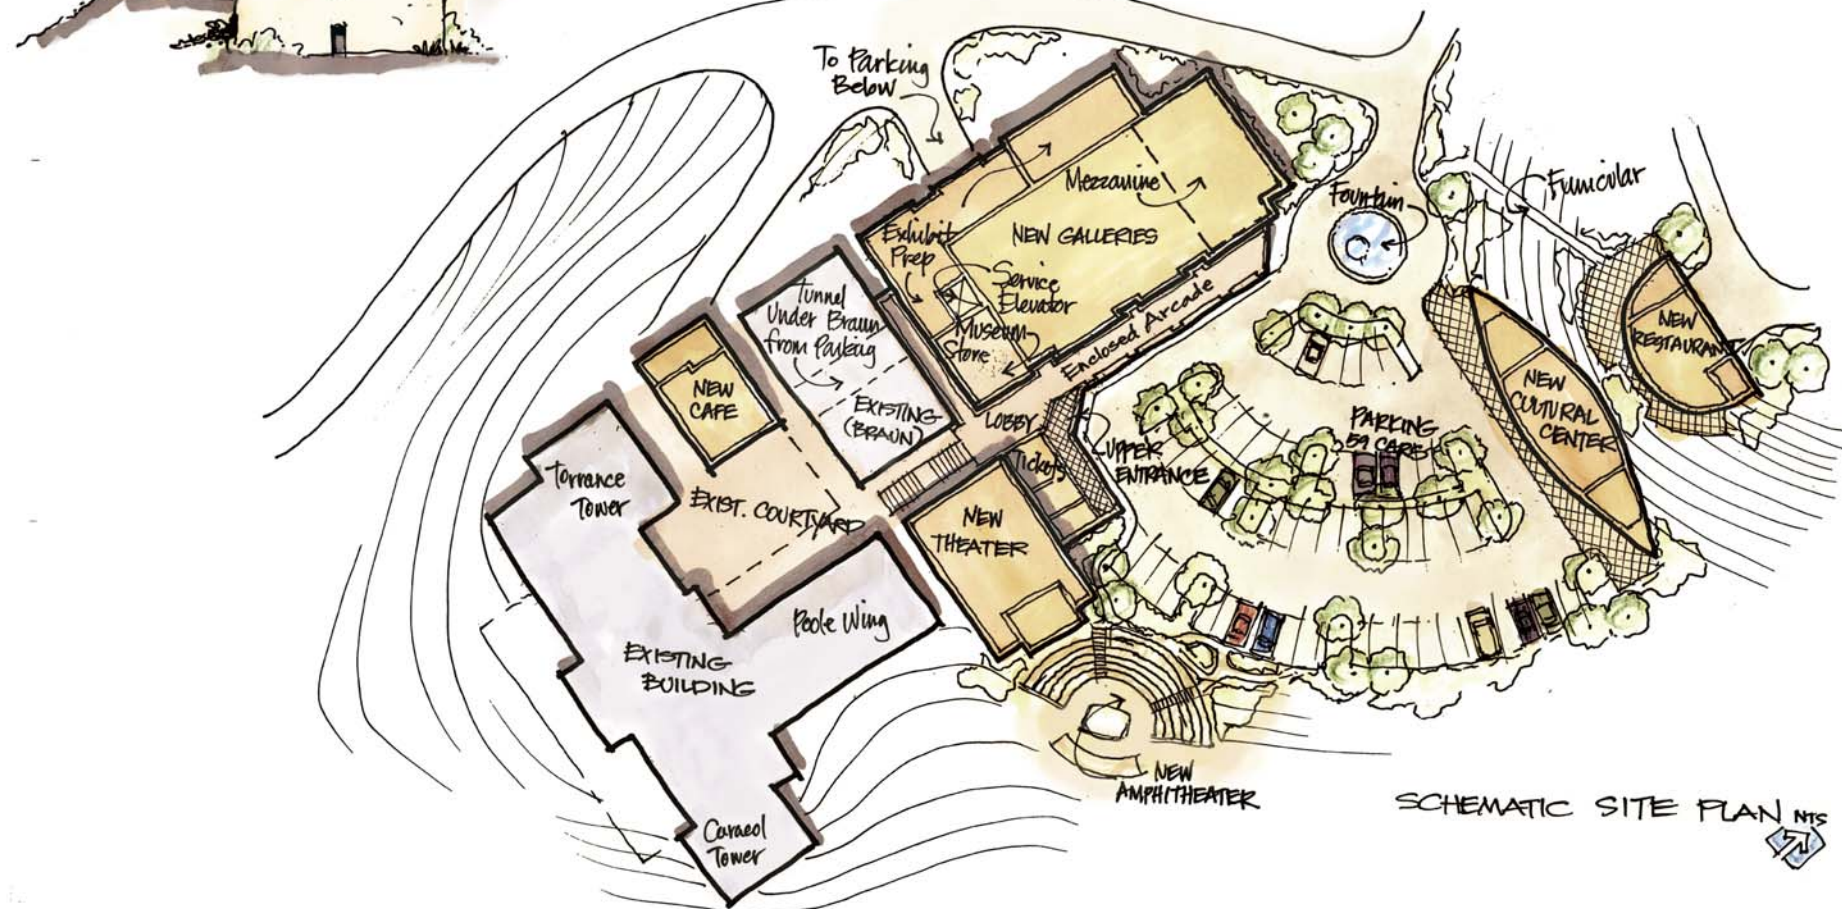 To Parking
Below
Mezzanine
Funicular
Fountain
Exhibit
Prep
NEW GALLERIES
Service
Elevator
Museum
Store
Enclosed Arcade
Tunnel
Under Braun
from Parking
EXISTING
(BRAUN)
NEW
CAFE
LOBBY
Tickets
UPPER
ENTRANCE
PARKING
59 CARS
NEW
CULTURAL
CENTER
NEW
RESTAURANT
Torrance
Tower
EXIST. COURTYARD
NEW
THEATER
Poole Wing
EXISTING
BUILDING
Caracol
Tower
NEW
AMPHITHEATER
SCHEMATIC SITE PLAN NTS